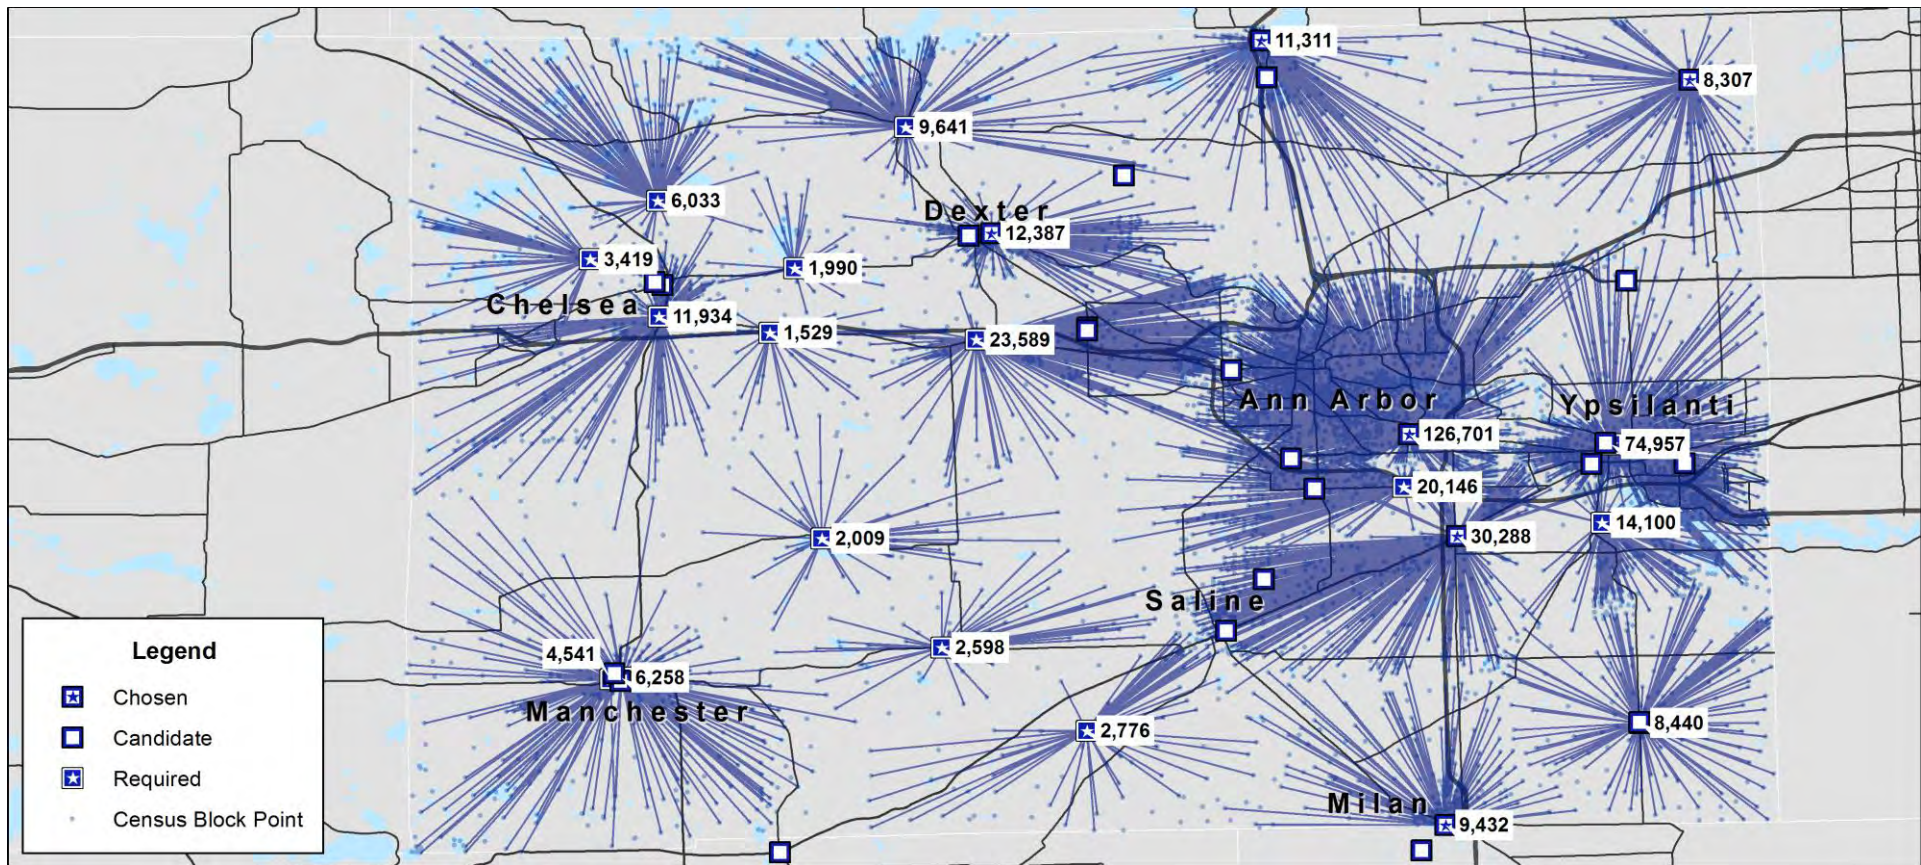 11,311
8,307
9,641
6,033
Dexter
12,387
3,419
1,990
Chelsea
11,934
1,529
23,589
Ann Arbor
Ypsilanti
126,701
74,957
20,146
14,100
30,288
2,009
Saline
2,598
4,541
6,258
Manchester
2,776
8,440
Milan
9,432
Legend
Chosen
Candidate
Required
Census Block Point